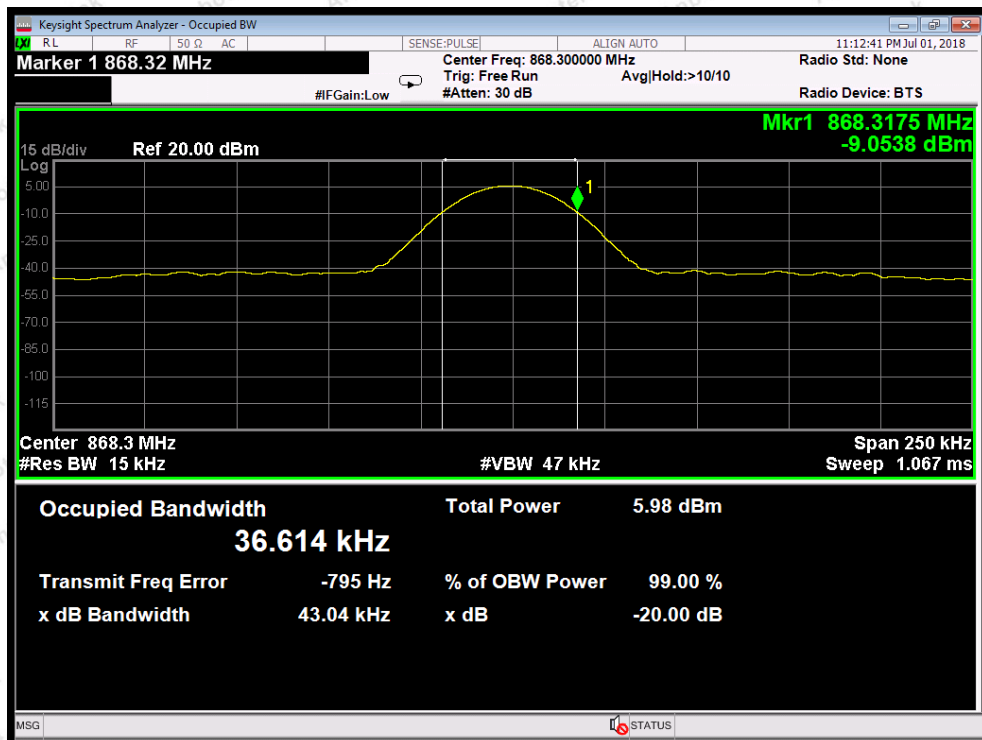 Keysight Spectrum Analyzer - Occupied BW
LXI RL RF 50 Ω AC SENSE:PULSE ALIGN AUTO 11:12:41 PM Jul 01, 2018
Marker 1 868.32 MHz
Center Freq: 868.300000 MHz
Radio Std: None
Trig: Free Run Avg|Hold:>10/10
#IFGain:Low #Atten: 30 dB Radio Device: BTS
Mkr1 868.3175 MHz
-9.0538 dBm
15 dB/div Ref 20.00 dBm
Log
5.00
1
-10.0
-25.0
-40.0
-55.0
-70.0
-85.0
-100
-115
Center 868.3 MHz Span 250 kHz
#Res BW 15 kHz #VBW 47 kHz Sweep 1.067 ms
Occupied Bandwidth Total Power 5.98 dBm
36.614 kHz
Transmit Freq Error -795 Hz % of OBW Power 99.00 %
x dB Bandwidth 43.04 kHz x dB -20.00 dB
MSG STATUS